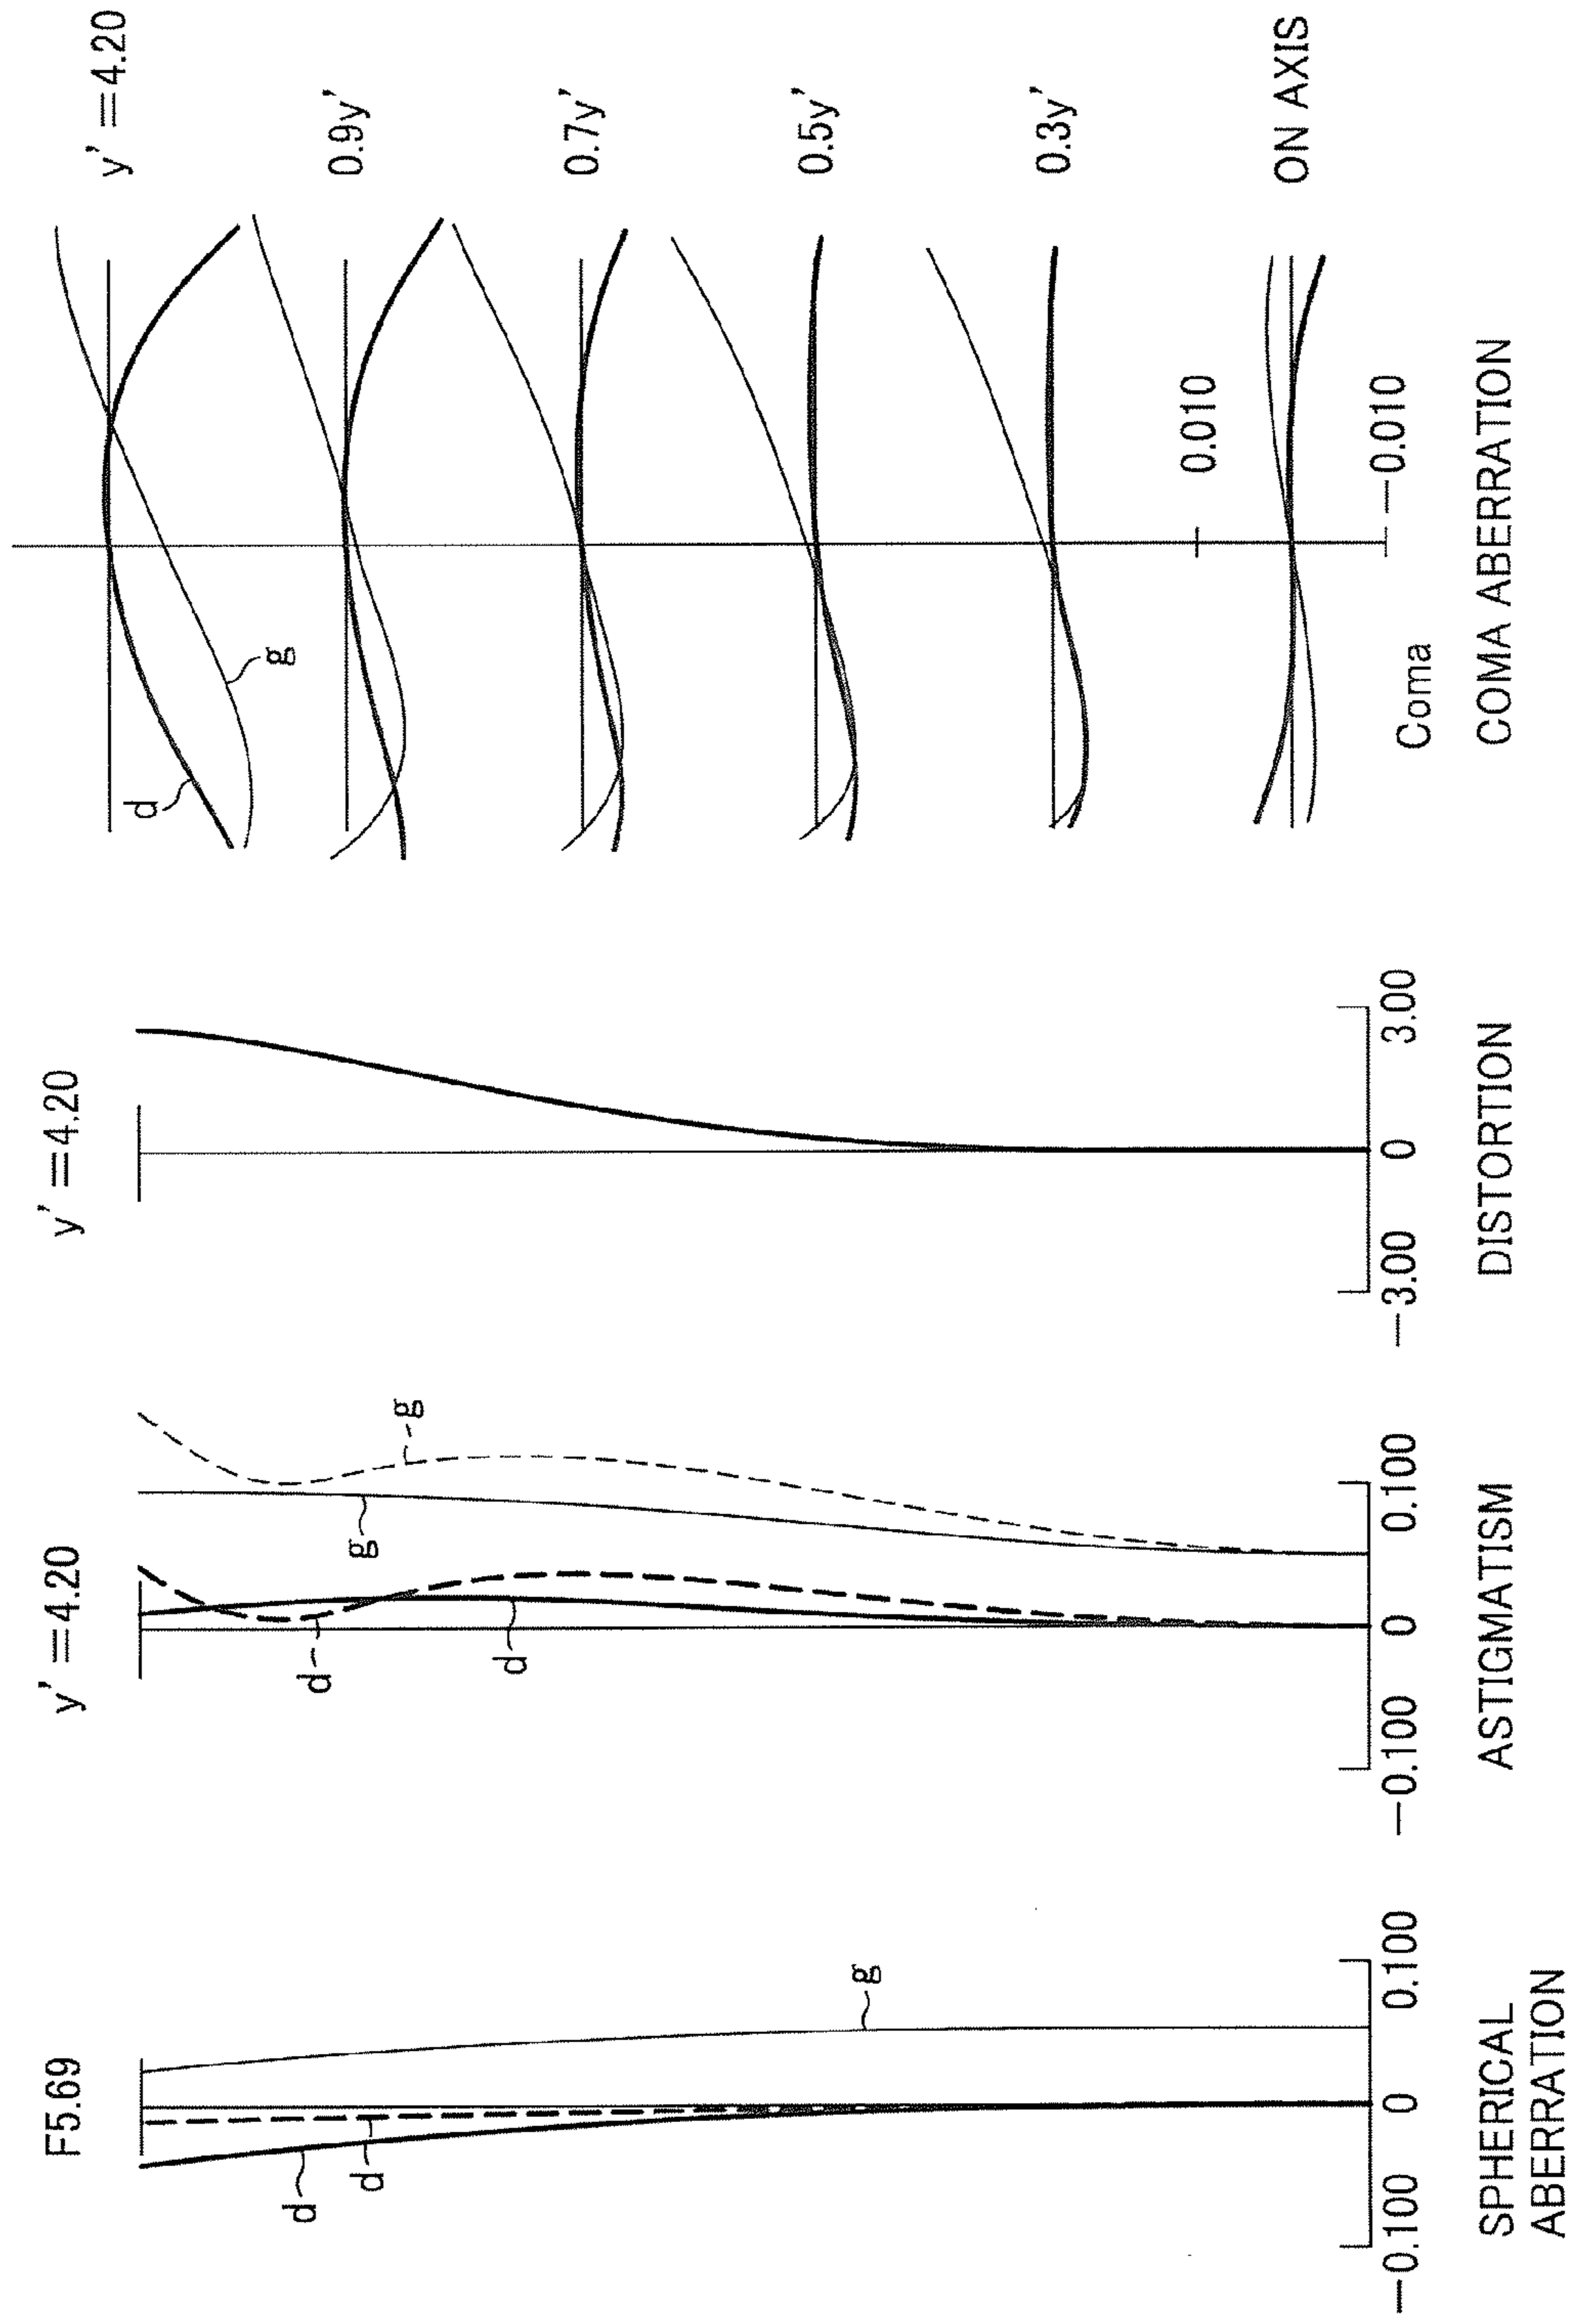 F5.69
d
d
g
−0.100
0
0.100
SPHERICAL
ABERRATION
y' =4.20
d
d
g
g
−0.100
0
0.100
ASTIGMATISM
y' =4.20
−3.00
0
3.00
DISTORTION
y' =4.20
d
g
0.9y'
0.7y'
0.5y'
0.3y'
0.010
ON AXIS
−0.010
Coma
COMA ABERRATION